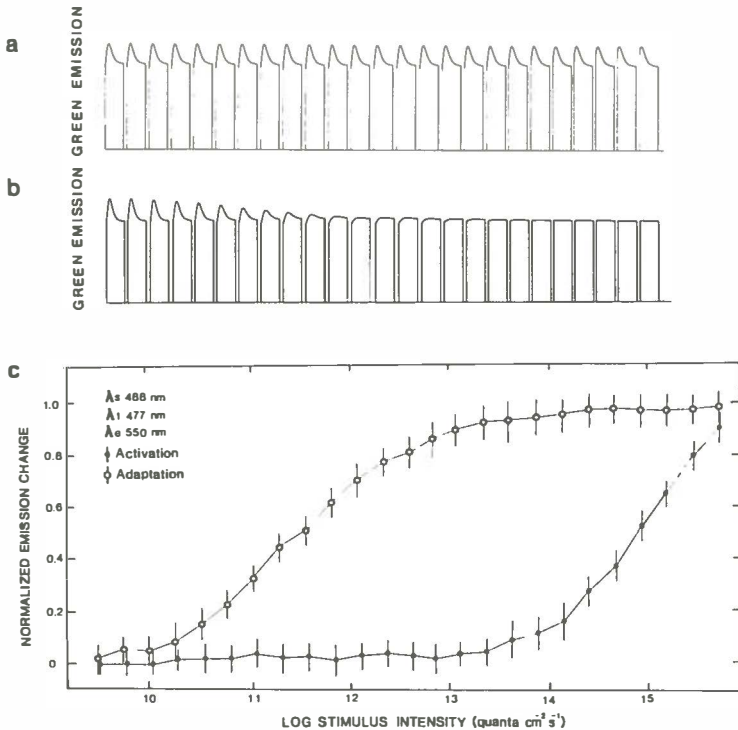 a
GREEN EMISSION
b
GREEN EMISSION
c
λs 488 nm
λ1 477 nm
λe 550 nm
Activation
Adaptation
NORMALIZED EMISSION CHANGE
1.0
0.8
0.6
0.4
0.2
0
10 11 12 13 14 15
LOG STIMULUS INTENSITY (quanta cm⁻² s⁻¹)